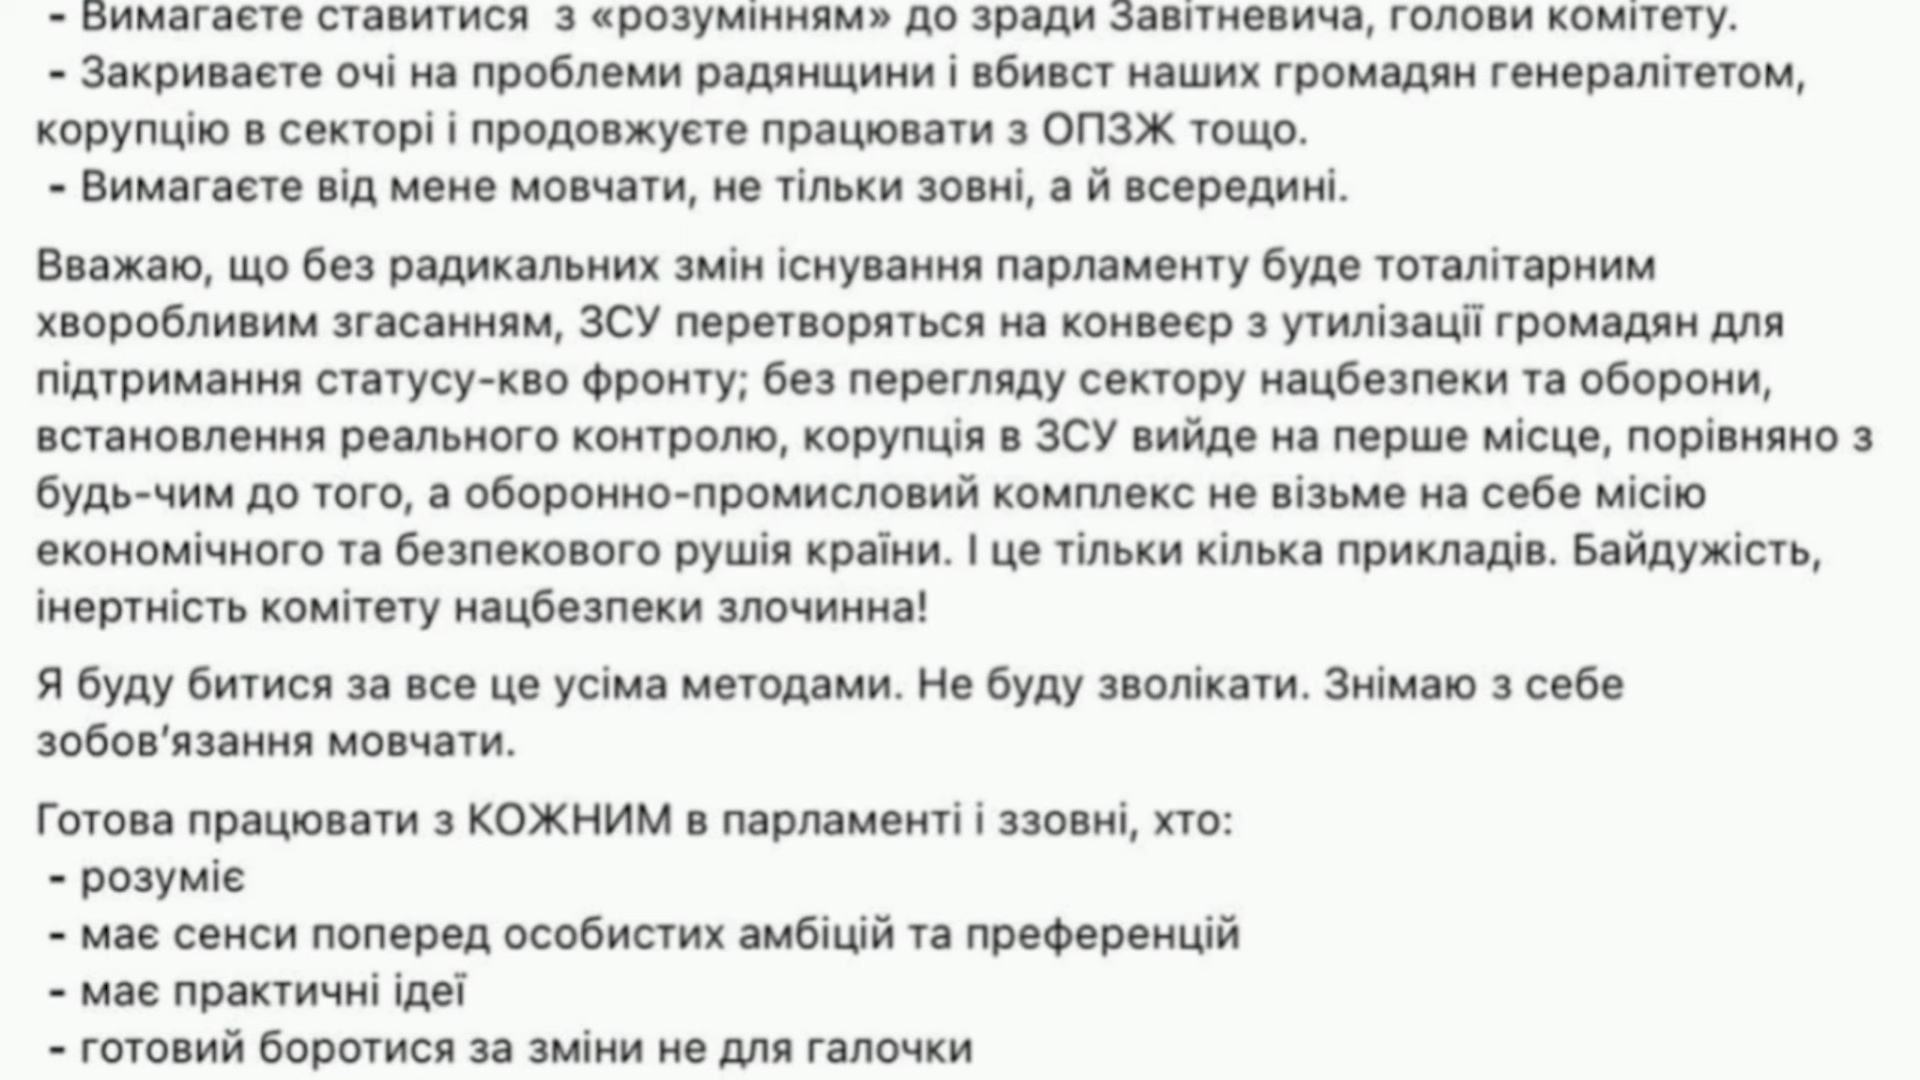 - Вимагаєте ставитися з «розумінням» до зради Завітневича, голови комітету.
- Закриваєте очі на проблеми радянщини і вбивст наших громадян генералітетом,
корупцію в секторі і продовжуєте працювати з ОПЗЖ тощо.
- Вимагаєте від мене мовчати, не тільки зовні, а й всередині.
Вважаю, що без радикальних змін існування парламенту буде тоталітарним
хворобливим згасанням, ЗСУ перетворяться на конвеєр з утилізації громадян для
підтримання статусу-кво фронту; без перегляду сектору нацбезпеки та оборони,
встановлення реального контролю, корупція в ЗСУ вийде на перше місце, порівняно з
будь-чим до того, а оборонно-промисловий комплекс не візьме на себе місію
економічного та безпекового рушія країни. І це тільки кілька прикладів. Байдужість,
інертність комітету нацбезпеки злочинна!
Я буду битися за все це усіма методами. Не буду зволікати. Знімаю з себе
зобов’язання мовчати.
Готова працювати з КОЖНИМ в парламенті і ззовні, хто:
- розуміє
- має сенси поперед особистих амбіцій та преференцій
- має практичні ідеї
- готовий боротися за зміни не для галочки